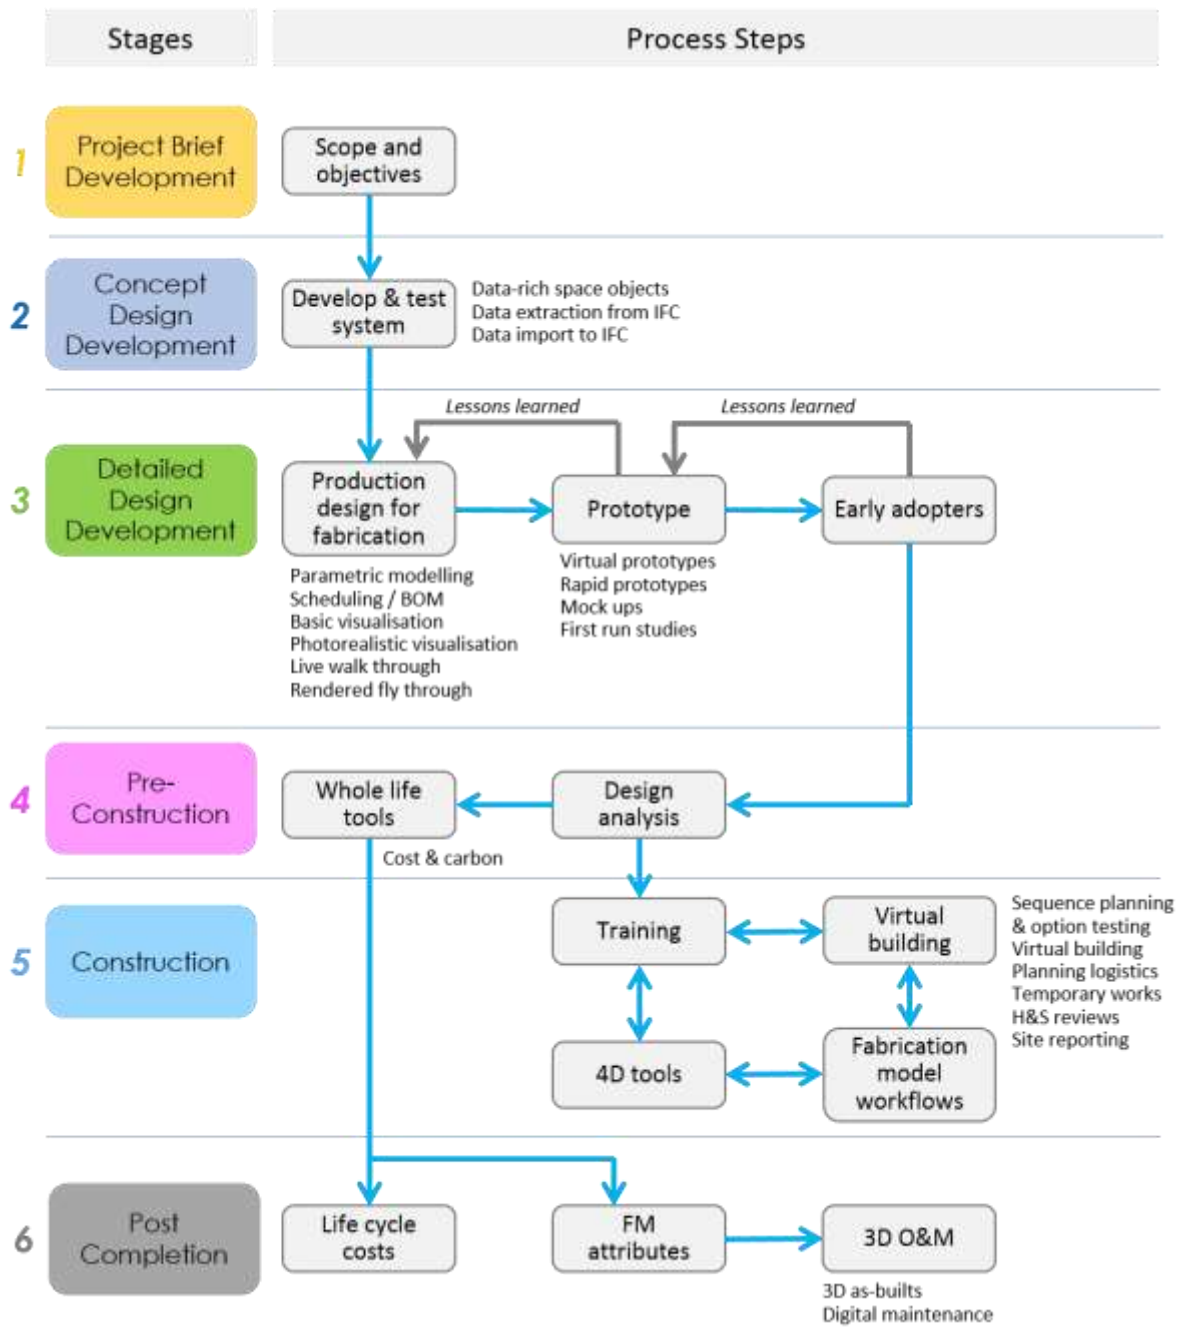 Stages
Process Steps
1
Project Brief
Development
Scope and
objectives
2
Concept
Design
Development
Develop & test
system
Data-rich space objects
Data extraction from IFC
Data import to IFC
3
Detailed
Design
Development
Lessons learned
Lessons learned
Production
design for
fabrication
Prototype
Early adopters
Parametric modelling
Scheduling / BOM
Basic visualisation
Photorealistic visualisation
Live walk through
Rendered fly through
Virtual prototypes
Rapid prototypes
Mock ups
First run studies
4
Pre-
Construction
Whole life
tools
Design
analysis
Cost & carbon
5
Construction
Training
Virtual
building
Sequence planning
& option testing
Virtual building
Planning logistics
Temporary works
H&S reviews
Site reporting
4D tools
Fabrication
model
workflows
6
Post
Completion
Life cycle
costs
FM
attributes
3D O&M
3D as-builts
Digital maintenance